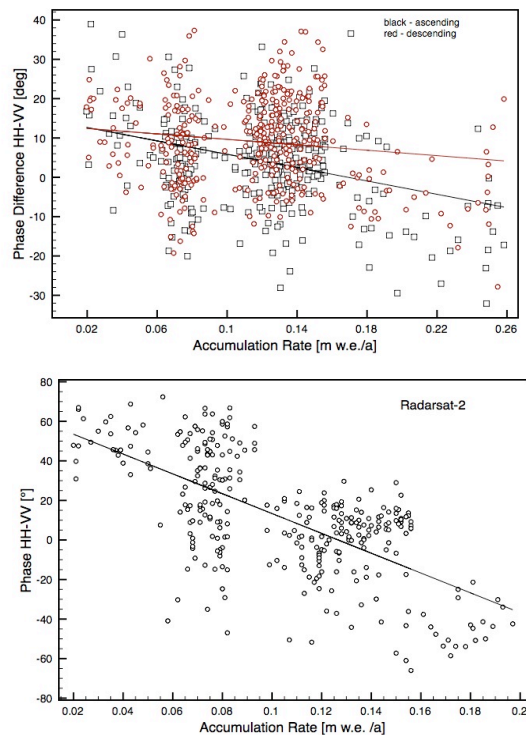 40
black - ascending
red - descending
30
20
10
0
-10
-20
-30
Phase Difference HH-VV [deg]
0.02 0.06 0.1 0.14 0.18 0.22 0.26
Accumulation Rate [m w.e./a]
80
Radarsat-2
60
40
20
0
-20
-40
-60
-80
Phase HH-VV [°]
0.02 0.04 0.06 0.08 0.1 0.12 0.14 0.16 0.18 0.2
Accumulation Rate [m w.e. /a]